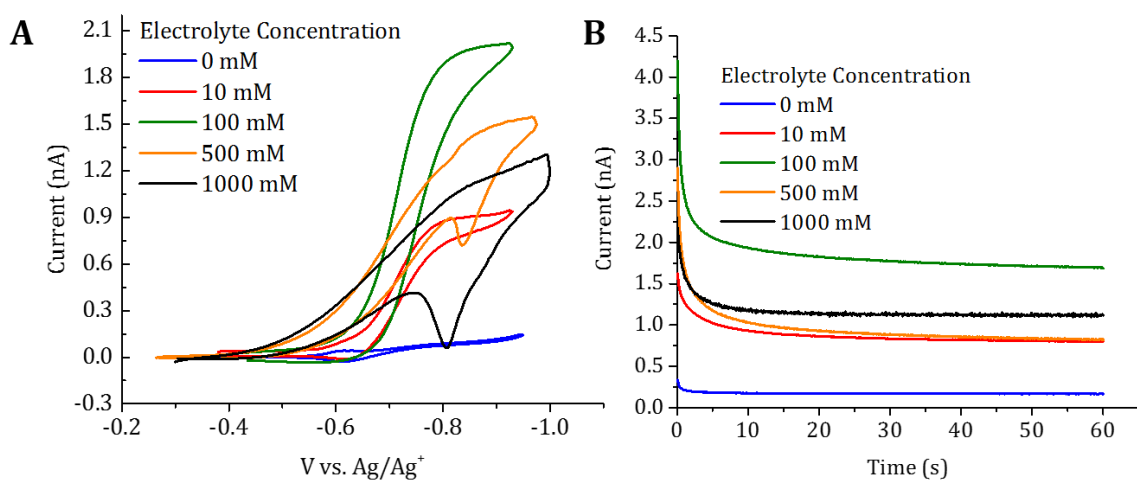 A
Current (nA)
2.1
1.8
1.5
1.2
0.9
0.6
0.3
0.0
-0.3
Electrolyte Concentration
0 mM
10 mM
100 mM
500 mM
1000 mM
-0.2
-0.4
-0.6
-0.8
-1.0
V vs. Ag/Ag⁺
B
Current (nA)
4.5
4.0
3.5
3.0
2.5
2.0
1.5
1.0
0.5
0.0
Electrolyte Concentration
0 mM
10 mM
100 mM
500 mM
1000 mM
0
10
20
30
40
50
60
Time (s)